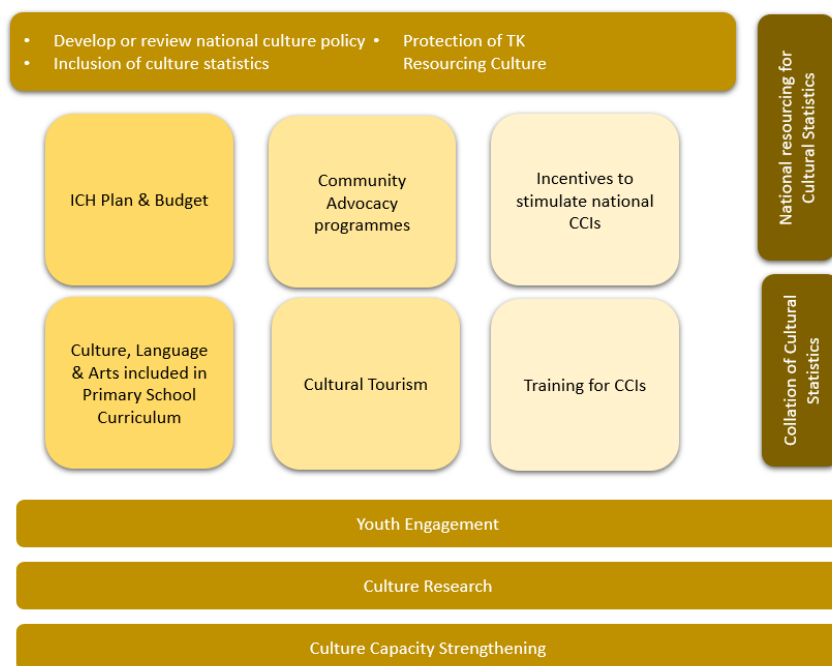 • Develop or review national culture policy
• Inclusion of culture statistics
• Protection of TK
Resourcing Culture
National resourcing for
Cultural Statistics
ICH Plan & Budget
Community
Advocacy
programmes
Incentives to
stimulate national
CCIs
Culture, Language
& Arts included in
Primary School
Curriculum
Cultural Tourism
Training for CCIs
Collation of Cultural
Statistics
Youth Engagement
Culture Research
Culture Capacity Strengthening